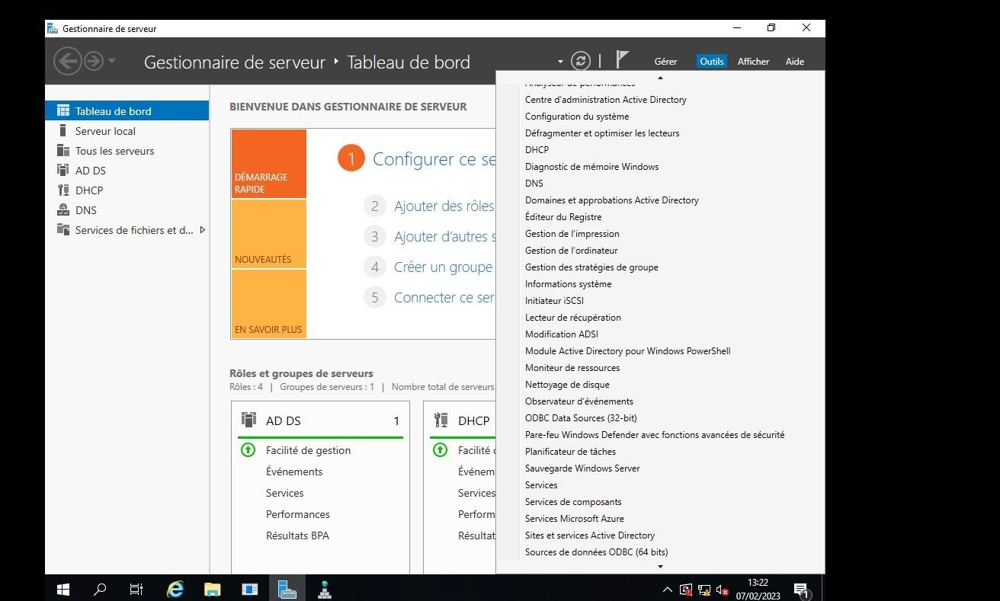 Gestionnaire de serveur
Gestionnaire de serveur ‣ Tableau de bord
Gérer Outils Afficher Aide
Tableau de bord
Serveur local
Tous les serveurs
AD DS
DHCP
DNS
Services de fichiers et d...
BIENVENUE DANS GESTIONNAIRE DE SERVEUR
DÉMARRAGE
RAPIDE
NOUVEAUTÉS
EN SAVOIR PLUS
1 Configurer ce se
2 Ajouter des rôles
3 Ajouter d'autres s
4 Créer un groupe
5 Connecter ce ser
Rôles et groupes de serveurs
Rôles : 4 | Groupes de serveurs : 1 | Nombre total de serveurs
AD DS 1
Facilité de gestion
Événements
Services
Performances
Résultats BPA
DHCP
Facilité
Événem
Services
Perform
Résultat
Analyseur de performances
Centre d'administration Active Directory
Configuration du système
Défragmenter et optimiser les lecteurs
DHCP
Diagnostic de mémoire Windows
DNS
Domaines et approbations Active Directory
Éditeur du Registre
Gestion de l'impression
Gestion de l'ordinateur
Gestion des stratégies de groupe
Informations système
Initiateur iSCSI
Lecteur de récupération
Modification ADSI
Module Active Directory pour Windows PowerShell
Moniteur de ressources
Nettoyage de disque
Observateur d'événements
ODBC Data Sources (32-bit)
Pare-feu Windows Defender avec fonctions avancées de sécurité
Planificateur de tâches
Sauvegarde Windows Server
Services
Services de composants
Services Microsoft Azure
Sites et services Active Directory
Sources de données ODBC (64 bits)
13:22
07/02/2023
1